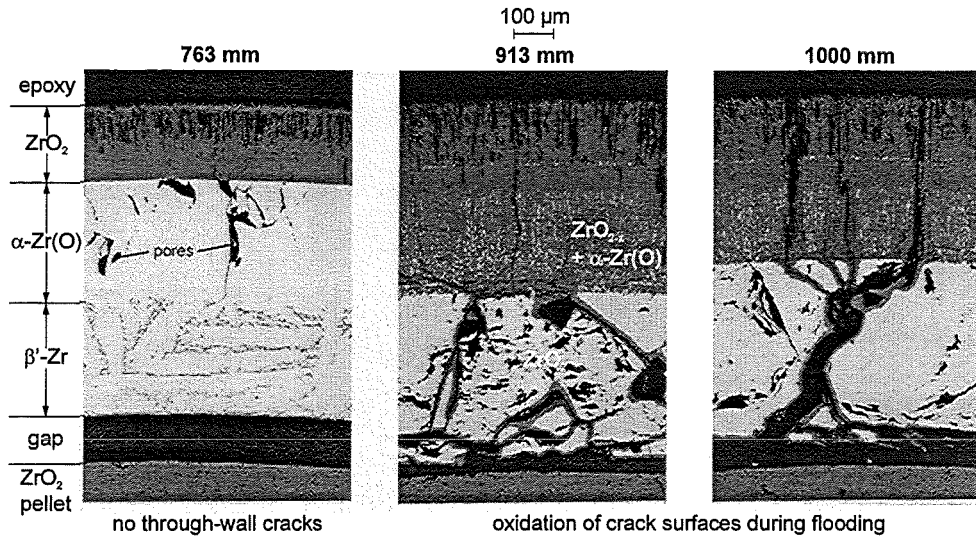 100 µm
763 mm
913 mm
1000 mm
epoxy
ZrO₂
α-Zr(O)
pores
ZrO₂₋ₓ
+ α-Zr(O)
β'-Zr
gap
ZrO₂
pellet
no through-wall cracks
oxidation of crack surfaces during flooding